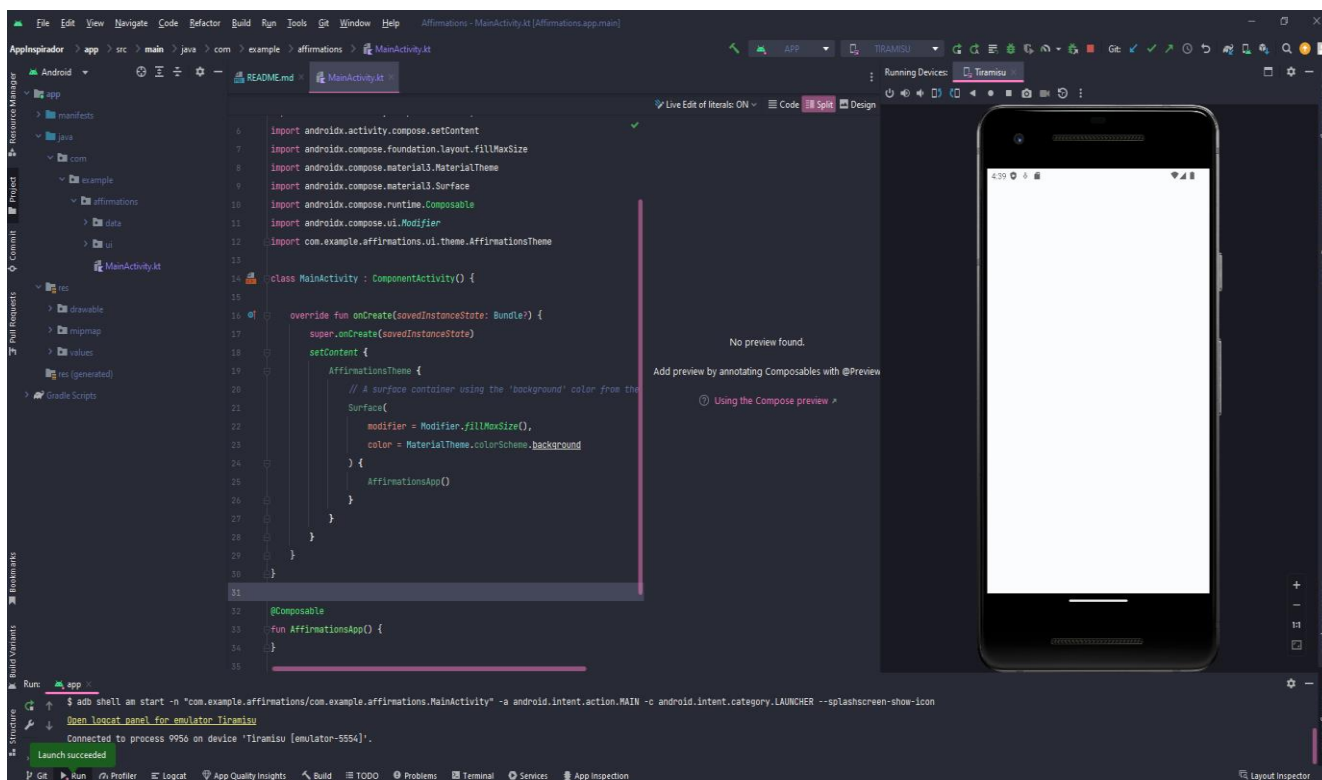 File Edit View Navigate Code Refactor Build Run Tools Git Window Help Affirmations - MainActivity.kt [Affirmations.app.main]
AppInspirador > app > src > main > java > com > example > affirmations > MainActivity.kt
APP TIRAMISU Git:
Android
README.md MainActivity.kt
Running Devices: Tiramisu
Live Edit of literals: ON Code Split Design
Resource Manager
Project
Commit
Pull Requests
Bookmarks
Build Variants
Structure
app
manifests
java
com
example
affirmations
data
ui
MainActivity.kt
res
drawable
mipmap
values
res (generated)
Gradle Scripts
6 import androidx.activity.compose.setContent
7 import androidx.compose.foundation.layout.fillMaxSize
8 import androidx.compose.material3.MaterialTheme
9 import androidx.compose.material3.Surface
10 import androidx.compose.runtime.Composable
11 import androidx.compose.ui.Modifier
12 import com.example.affirmations.ui.theme.AffirmationsTheme
13
14 class MainActivity : ComponentActivity() {
15
16 override fun onCreate(savedInstanceState: Bundle?) {
17 super.onCreate(savedInstanceState)
18 setContent {
19 AffirmationsTheme {
20 // A surface container using the 'background' color from the
21 Surface(
22 modifier = Modifier.fillMaxSize(),
23 color = MaterialTheme.colorScheme.background
24 ) {
25 AffirmationsApp()
26 }
27 }
28 }
29 }
30 }
31
32 @Composable
33 fun AffirmationsApp() {
34 }
35
No preview found.
Add preview by annotating Composables with @Preview
Using the Compose preview
4:39
1:1
Run: app
$ adb shell am start -n "com.example.affirmations/com.example.affirmations.MainActivity" -a android.intent.action.MAIN -c android.intent.category.LAUNCHER --splashscreen-show-icon
Open logcat panel for emulator Tiramisu
Connected to process 9956 on device 'Tiramisu [emulator-5554]'.
Launch succeeded
Git Run Profiler Logcat App Quality Insights Build TODO Problems Terminal Services App Inspection Layout Inspector